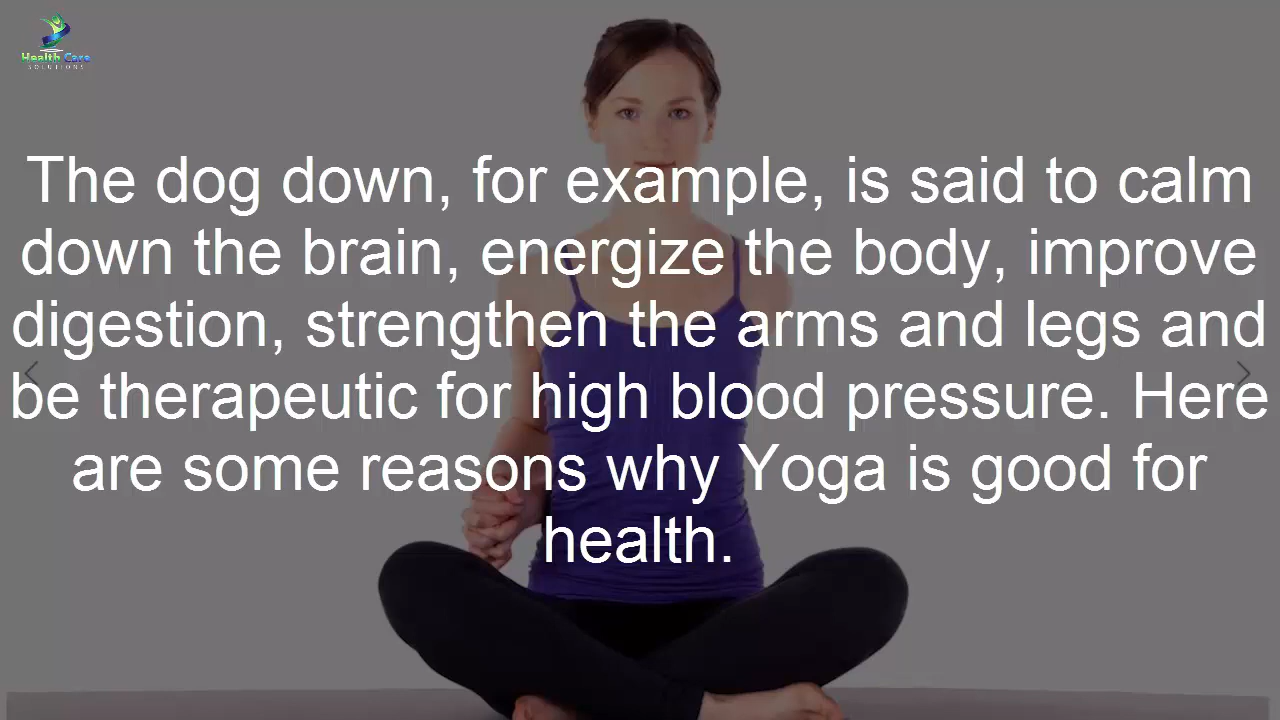 Health Care
SOLUTIONS
The dog down, for example, is said to calm
down the brain, energize the body, improve
digestion, strengthen the arms and legs and
be therapeutic for high blood pressure. Here
are some reasons why Yoga is good for
health.